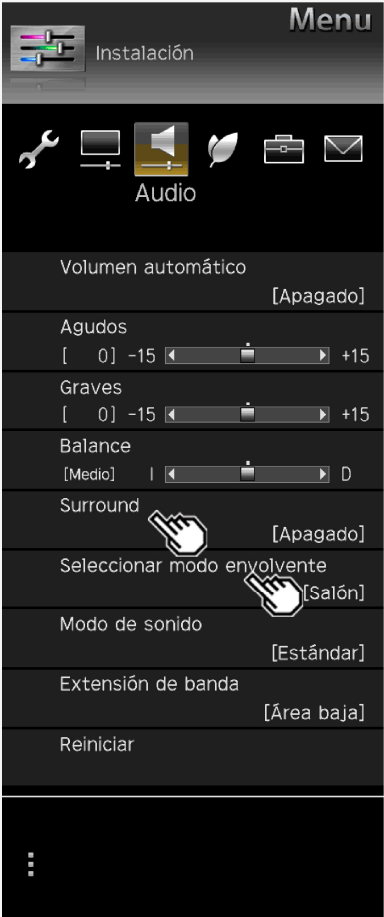 Menu
Instalación
Audio
Volumen automático
[Apagado]
Agudos
[ 0] -15 +15
Graves
[ 0] -15 +15
Balance
[Medio] I D
Surround
[Apagado]
Seleccionar modo envolvente
[Salón]
Modo de sonido
[Estándar]
Extensión de banda
[Área baja]
Reiniciar